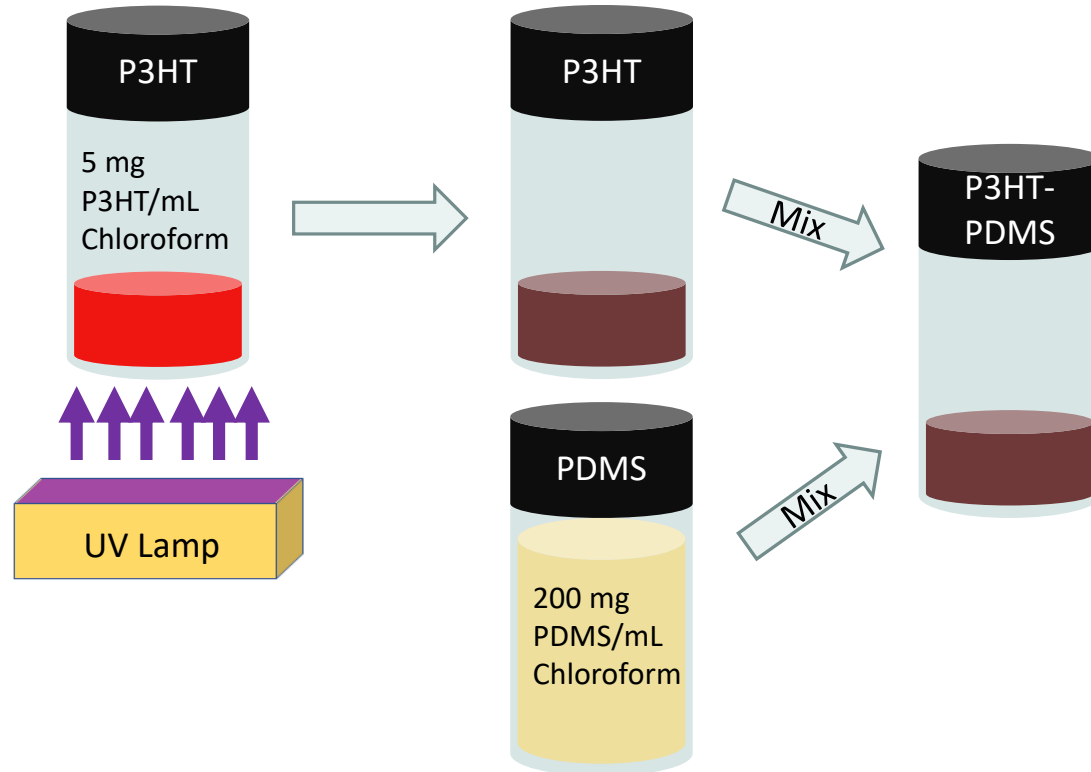 P3HT
5 mg
P3HT/mL
Chloroform
UV Lamp
P3HT
PDMS
200 mg
PDMS/mL
Chloroform
Mix
Mix
P3HT-
PDMS